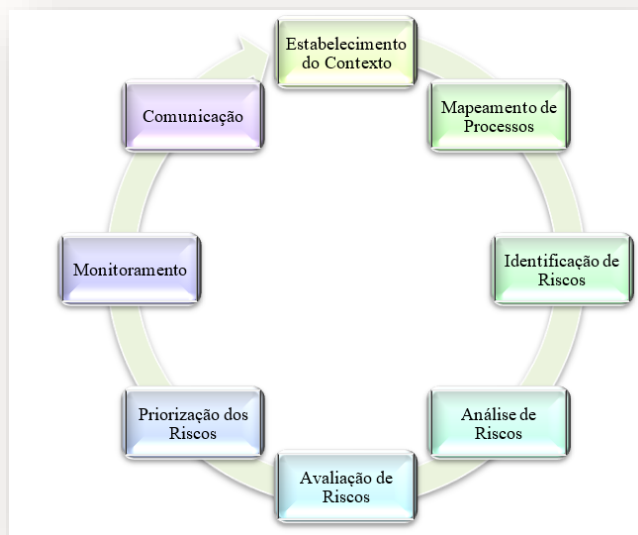 Estabelecimento
do Contexto
Mapeamento de
Processos
Identificação de
Riscos
Análise de
Riscos
Avaliação de
Riscos
Priorização dos
Riscos
Monitoramento
Comunicação